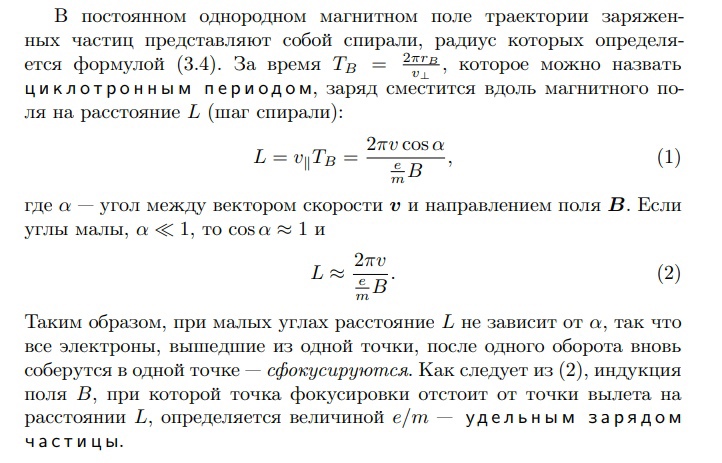 В постоянном однородном магнитном поле траектории заряжен-
ных частиц представляют собой спирали, радиус которых определя-
ется формулой (3.4). За время $T_B = \frac{2\pi r_B}{v_\perp}$, которое можно назвать
циклотронным периодом, заряд сместится вдоль магнитного по-
ля на расстояние $L$ (шаг спирали):
$L = v_\parallel T_B = \frac{2\pi v \cos \alpha}{\frac{e}{m} B},$ (1)
где $\alpha$ — угол между вектором скорости $\boldsymbol{v}$ и направлением поля $\boldsymbol{B}$. Если
углы малы, $\alpha \ll 1$, то $\cos \alpha \approx 1$ и
$L \approx \frac{2\pi v}{\frac{e}{m} B}.$ (2)
Таким образом, при малых углах расстояние $L$ не зависит от $\alpha$, так что
все электроны, вышедшие из одной точки, после одного оборота вновь
соберутся в одной точке — сфокусируются. Как следует из (2), индукция
поля $B$, при которой точка фокусировки отстоит от точки вылета на
расстоянии $L$, определяется величиной $e/m$ — удельным зарядом
частицы.